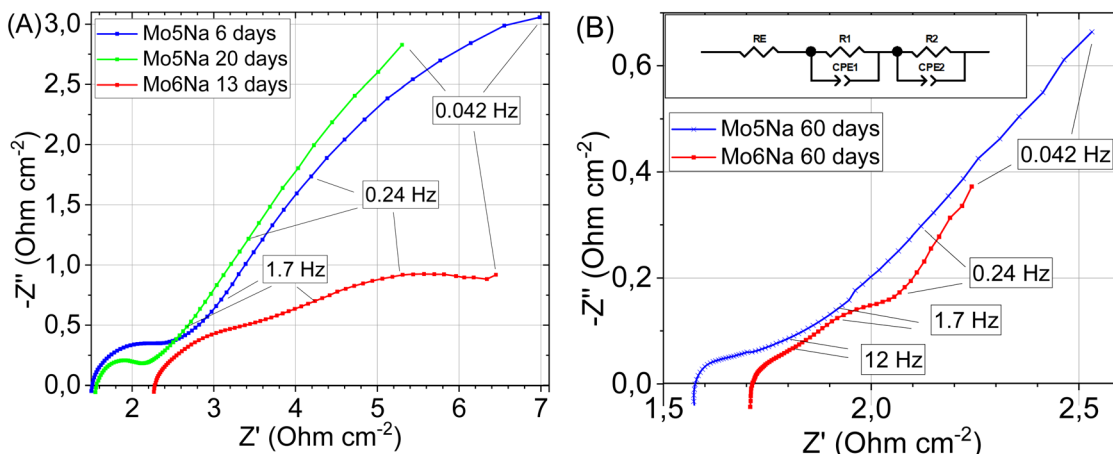 (A)
Mo5Na 6 days
Mo5Na 20 days
Mo6Na 13 days
0.042 Hz
0.24 Hz
1.7 Hz
3,0
2,5
2,0
1,5
1,0
0,5
0,0
-Z'' (Ohm cm-2)
2 3 4 5 6 7
Z' (Ohm cm-2)
(B)
RE R1 R2
CPE1 CPE2
Mo5Na 60 days
Mo6Na 60 days
0.042 Hz
0.24 Hz
1.7 Hz
12 Hz
0,6
0,4
0,2
0,0
-Z'' (Ohm cm-2)
1,5 2,0 2,5
Z' (Ohm cm-2)